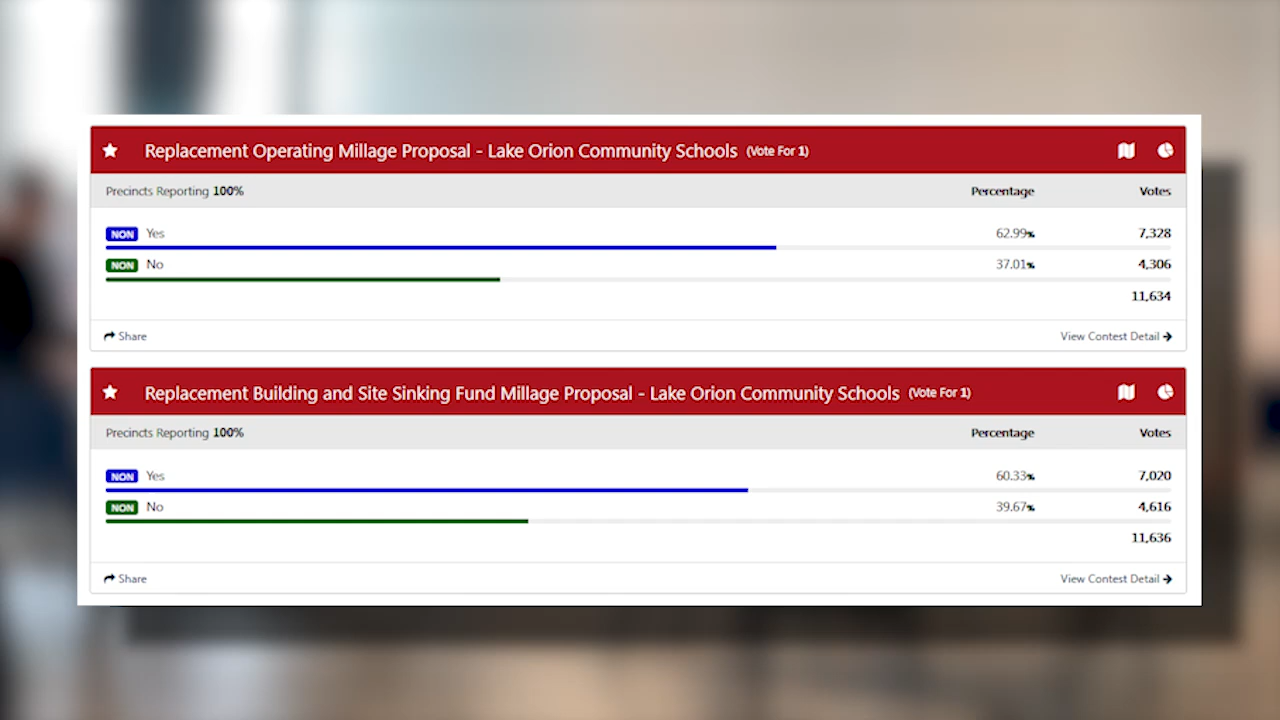 Replacement Operating Millage Proposal - Lake Orion Community Schools (Vote For 1)
Precincts Reporting 100% Percentage Votes
NON Yes 62.99% 7,328
NON No 37.01% 4,306
11,634
Share View Contest Detail
Replacement Building and Site Sinking Fund Millage Proposal - Lake Orion Community Schools (Vote For 1)
Precincts Reporting 100% Percentage Votes
NON Yes 60.33% 7,020
NON No 39.67% 4,616
11,636
Share View Contest Detail